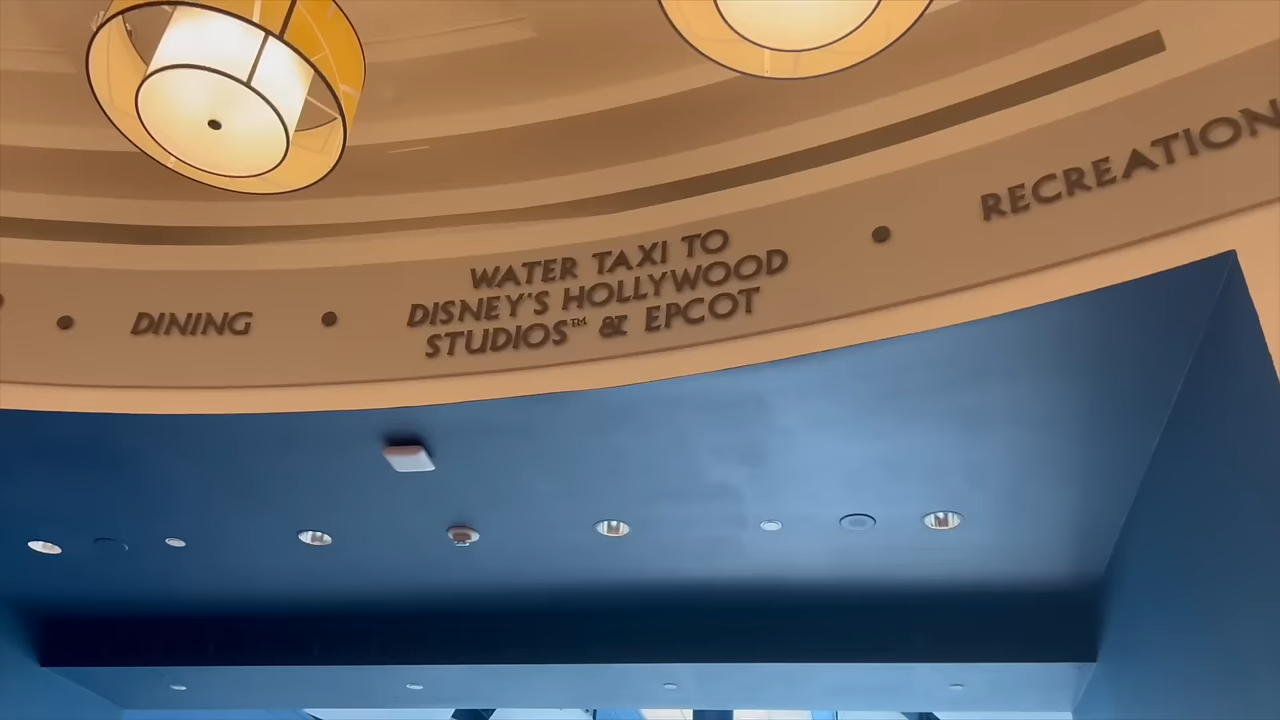 DINING
WATER TAXI TO
DISNEY'S HOLLYWOOD
STUDIOS™ & EPCOT
RECREATION